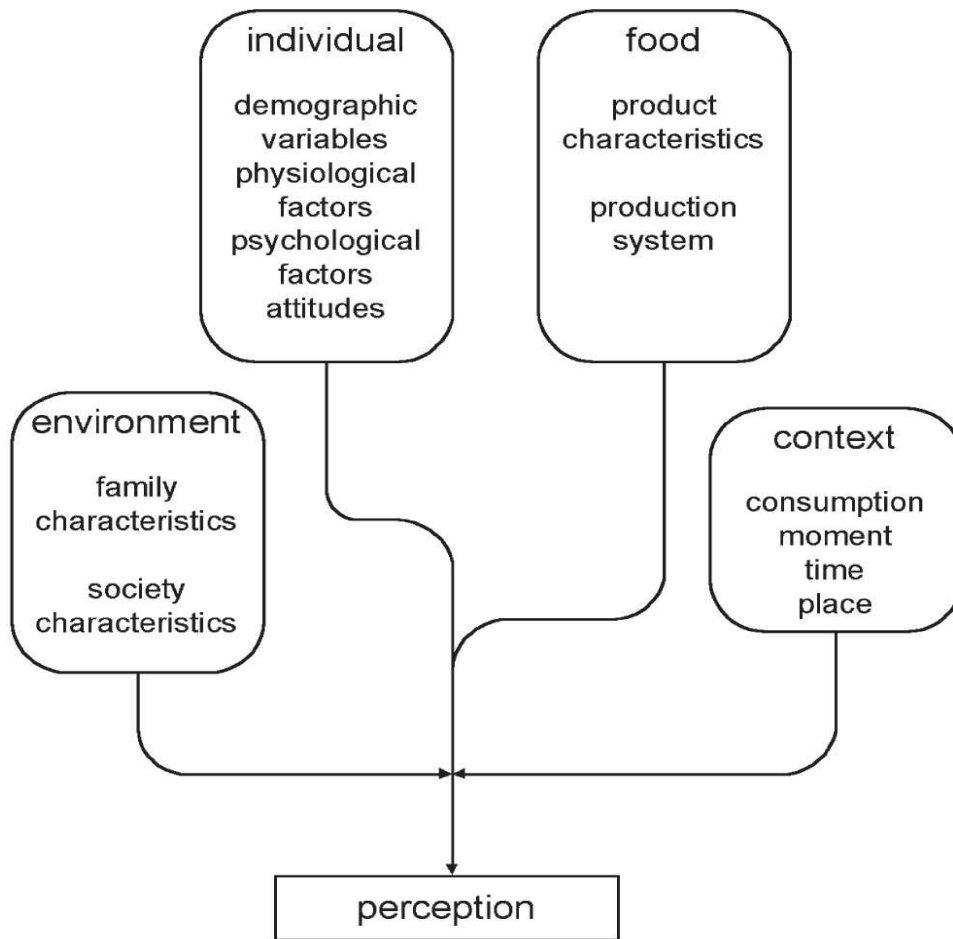 individual
demographic
variables
physiological
factors
psychological
factors
attitudes
food
product
characteristics
production
system
environment
family
characteristics
society
characteristics
context
consumption
moment
time
place
perception